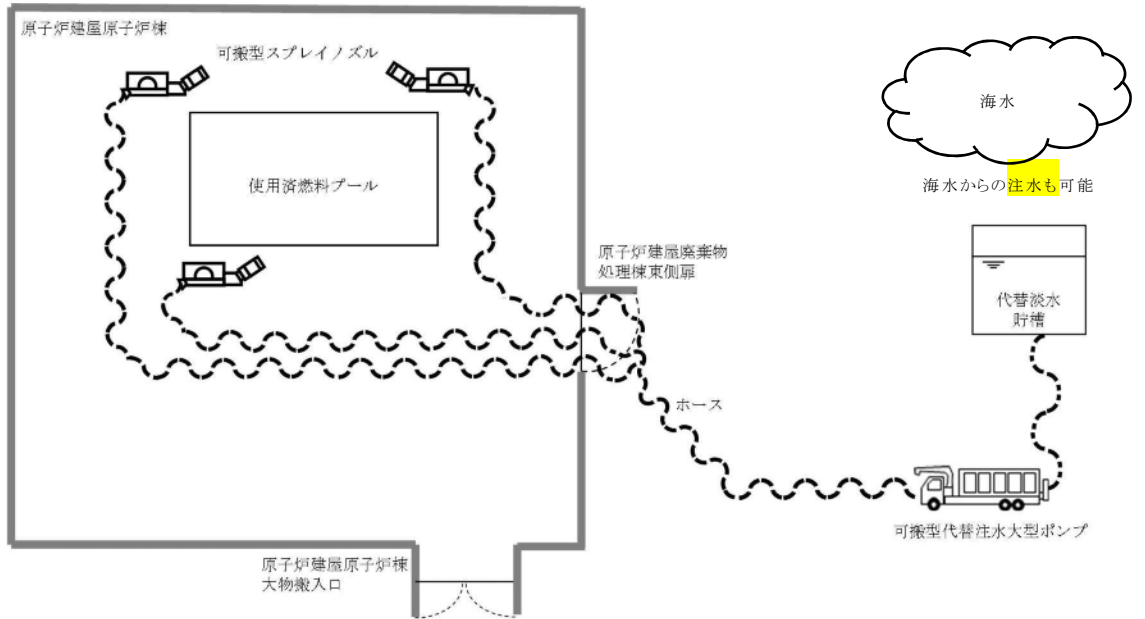 原子炉建屋原子炉棟
可搬型スプレイノズル
海水
使用済燃料プール
海水からの注水も可能
原子炉建屋廃棄物
処理棟東側扉
代替淡水
貯槽
ホース
可搬型代替注水大型ポンプ
原子炉建屋原子炉棟
大物搬入口